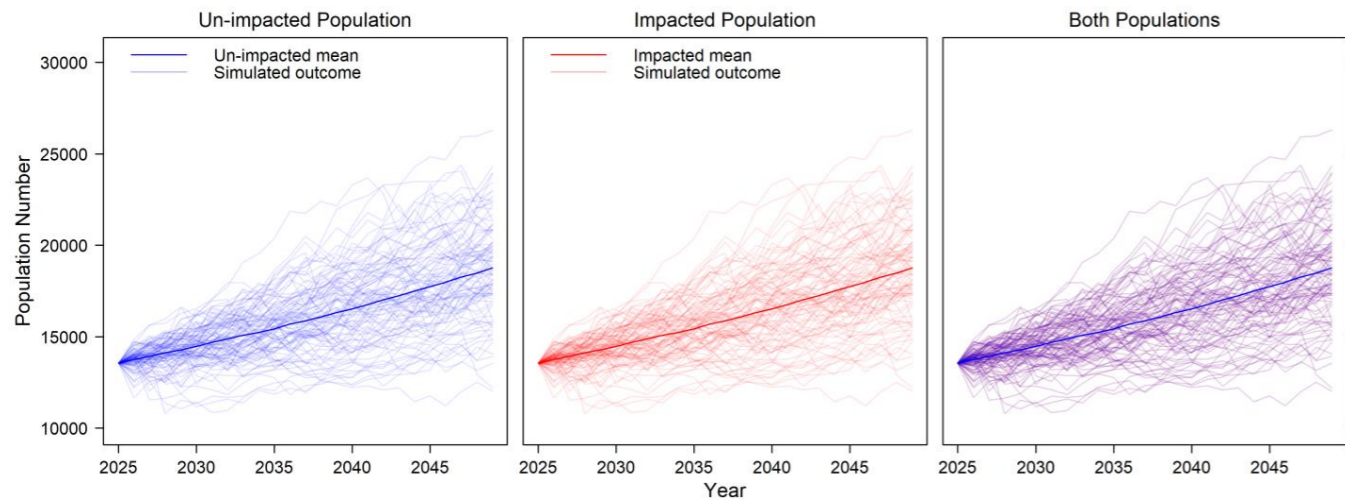 Un-impacted Population
Impacted Population
Both Populations
Un-impacted mean
Simulated outcome
Impacted mean
Simulated outcome
Population Number
30000
25000
20000
15000
10000
2025 2030 2035 2040 2045
2025 2030 2035 2040 2045
2025 2030 2035 2040 2045
Year